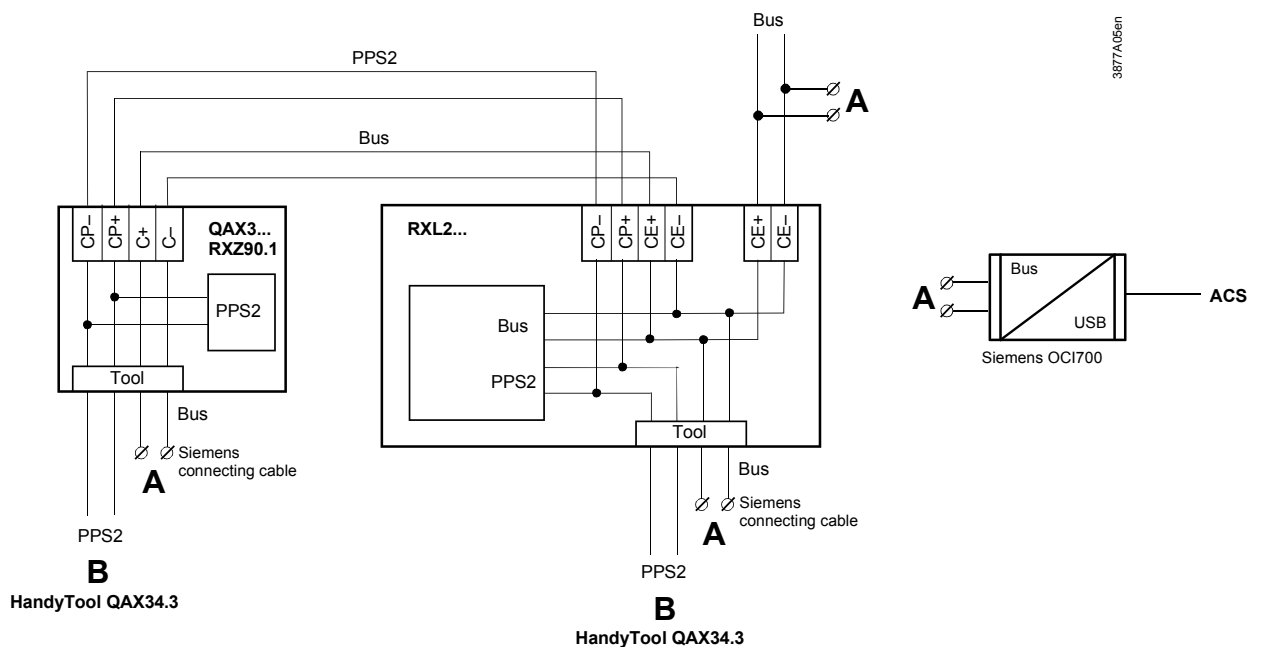 Bus
3877A05en
PPS2
A
Bus
CP–
CP+
C+
C–
QAX3...
RXZ90.1
PPS2
Tool
Bus
Siemens
connecting cable
A
PPS2
B
HandyTool QAX34.3
RXL2...
CP–
CP+
CE+
CE-
CE+
CE–
Bus
PPS2
Tool
Bus
Siemens
connecting cable
A
PPS2
B
HandyTool QAX34.3
A
Bus
USB
ACS
Siemens OCI700